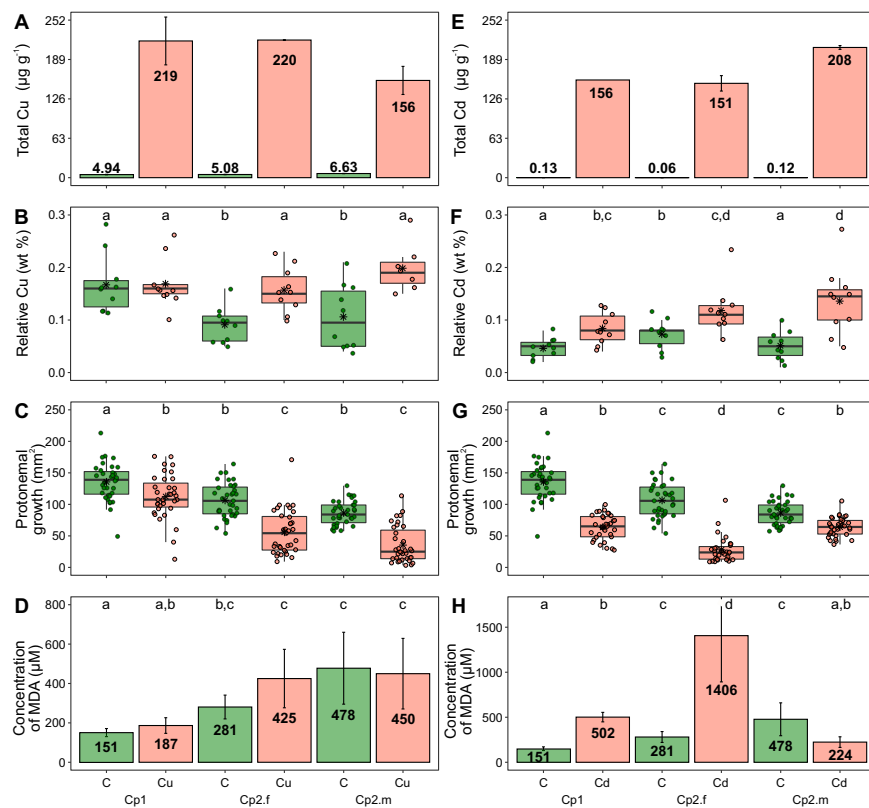 A
Total Cu (µg g-1)
252
189
126
63
0
4.94
219
5.08
220
6.63
156
E
Total Cd (µg g-1)
252
189
126
63
0
0.13
156
0.06
151
0.12
208
B
Relative Cu (wt %)
0.3
0.2
0.1
0.0
a a b a b a
F
Relative Cd (wt %)
0.3
0.2
0.1
0.0
a b,c b c,d a d
C
Protonemal
growth (mm2)
250
200
150
100
50
0
a b b c c c
G
Protonemal
growth (mm2)
250
200
150
100
50
0
a b c d c b
D
Concentration
of MDA (µM)
800
600
400
200
0
a a,b b,c c c c
151
187
281
425
478
450
C Cu C Cu C Cu
Cp1 Cp2.f Cp2.m
H
Concentration
of MDA (µM)
1500
1000
500
0
a b c d c a,b
151
502
281
1406
478
224
C Cd C Cd C Cd
Cp1 Cp2.f Cp2.m